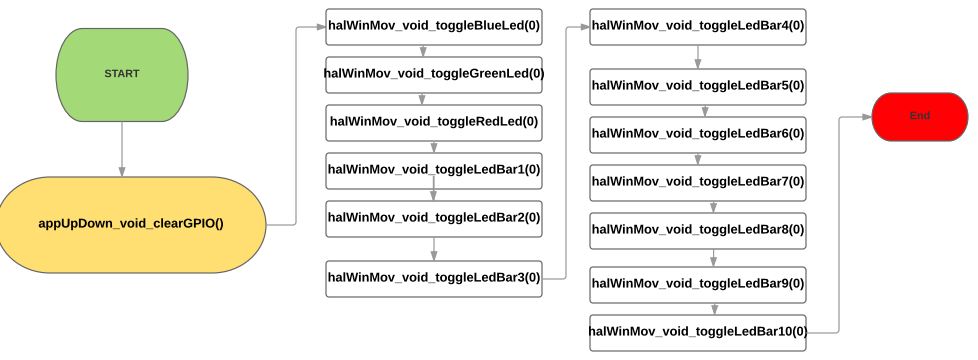 START
appUpDown_void_clearGPIO()
halWinMov_void_toggleBlueLed(0)
halWinMov_void_toggleGreenLed(0)
halWinMov_void_toggleRedLed(0)
halWinMov_void_toggleLedBar1(0)
halWinMov_void_toggleLedBar2(0)
halWinMov_void_toggleLedBar3(0)
halWinMov_void_toggleLedBar4(0)
halWinMov_void_toggleLedBar5(0)
halWinMov_void_toggleLedBar6(0)
halWinMov_void_toggleLedBar7(0)
halWinMov_void_toggleLedBar8(0)
halWinMov_void_toggleLedBar9(0)
halWinMov_void_toggleLedBar10(0)
End